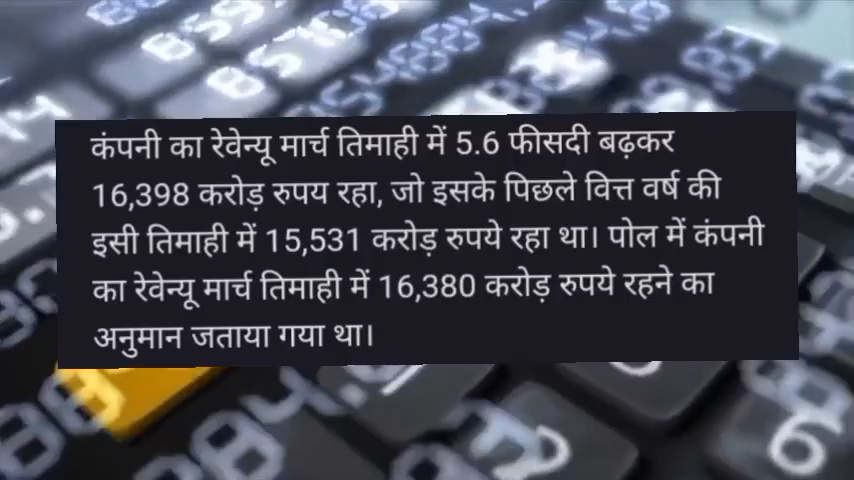 कंपनी का रेवेन्यू मार्च तिमाही में 5.6 फीसदी बढ़कर
16,398 करोड़ रुपय रहा, जो इसके पिछले वित्त वर्ष की
इसी तिमाही में 15,531 करोड़ रुपये रहा था। पोल में कंपनी
का रेवेन्यू मार्च तिमाही में 16,380 करोड़ रुपये रहने का
अनुमान जताया गया था।